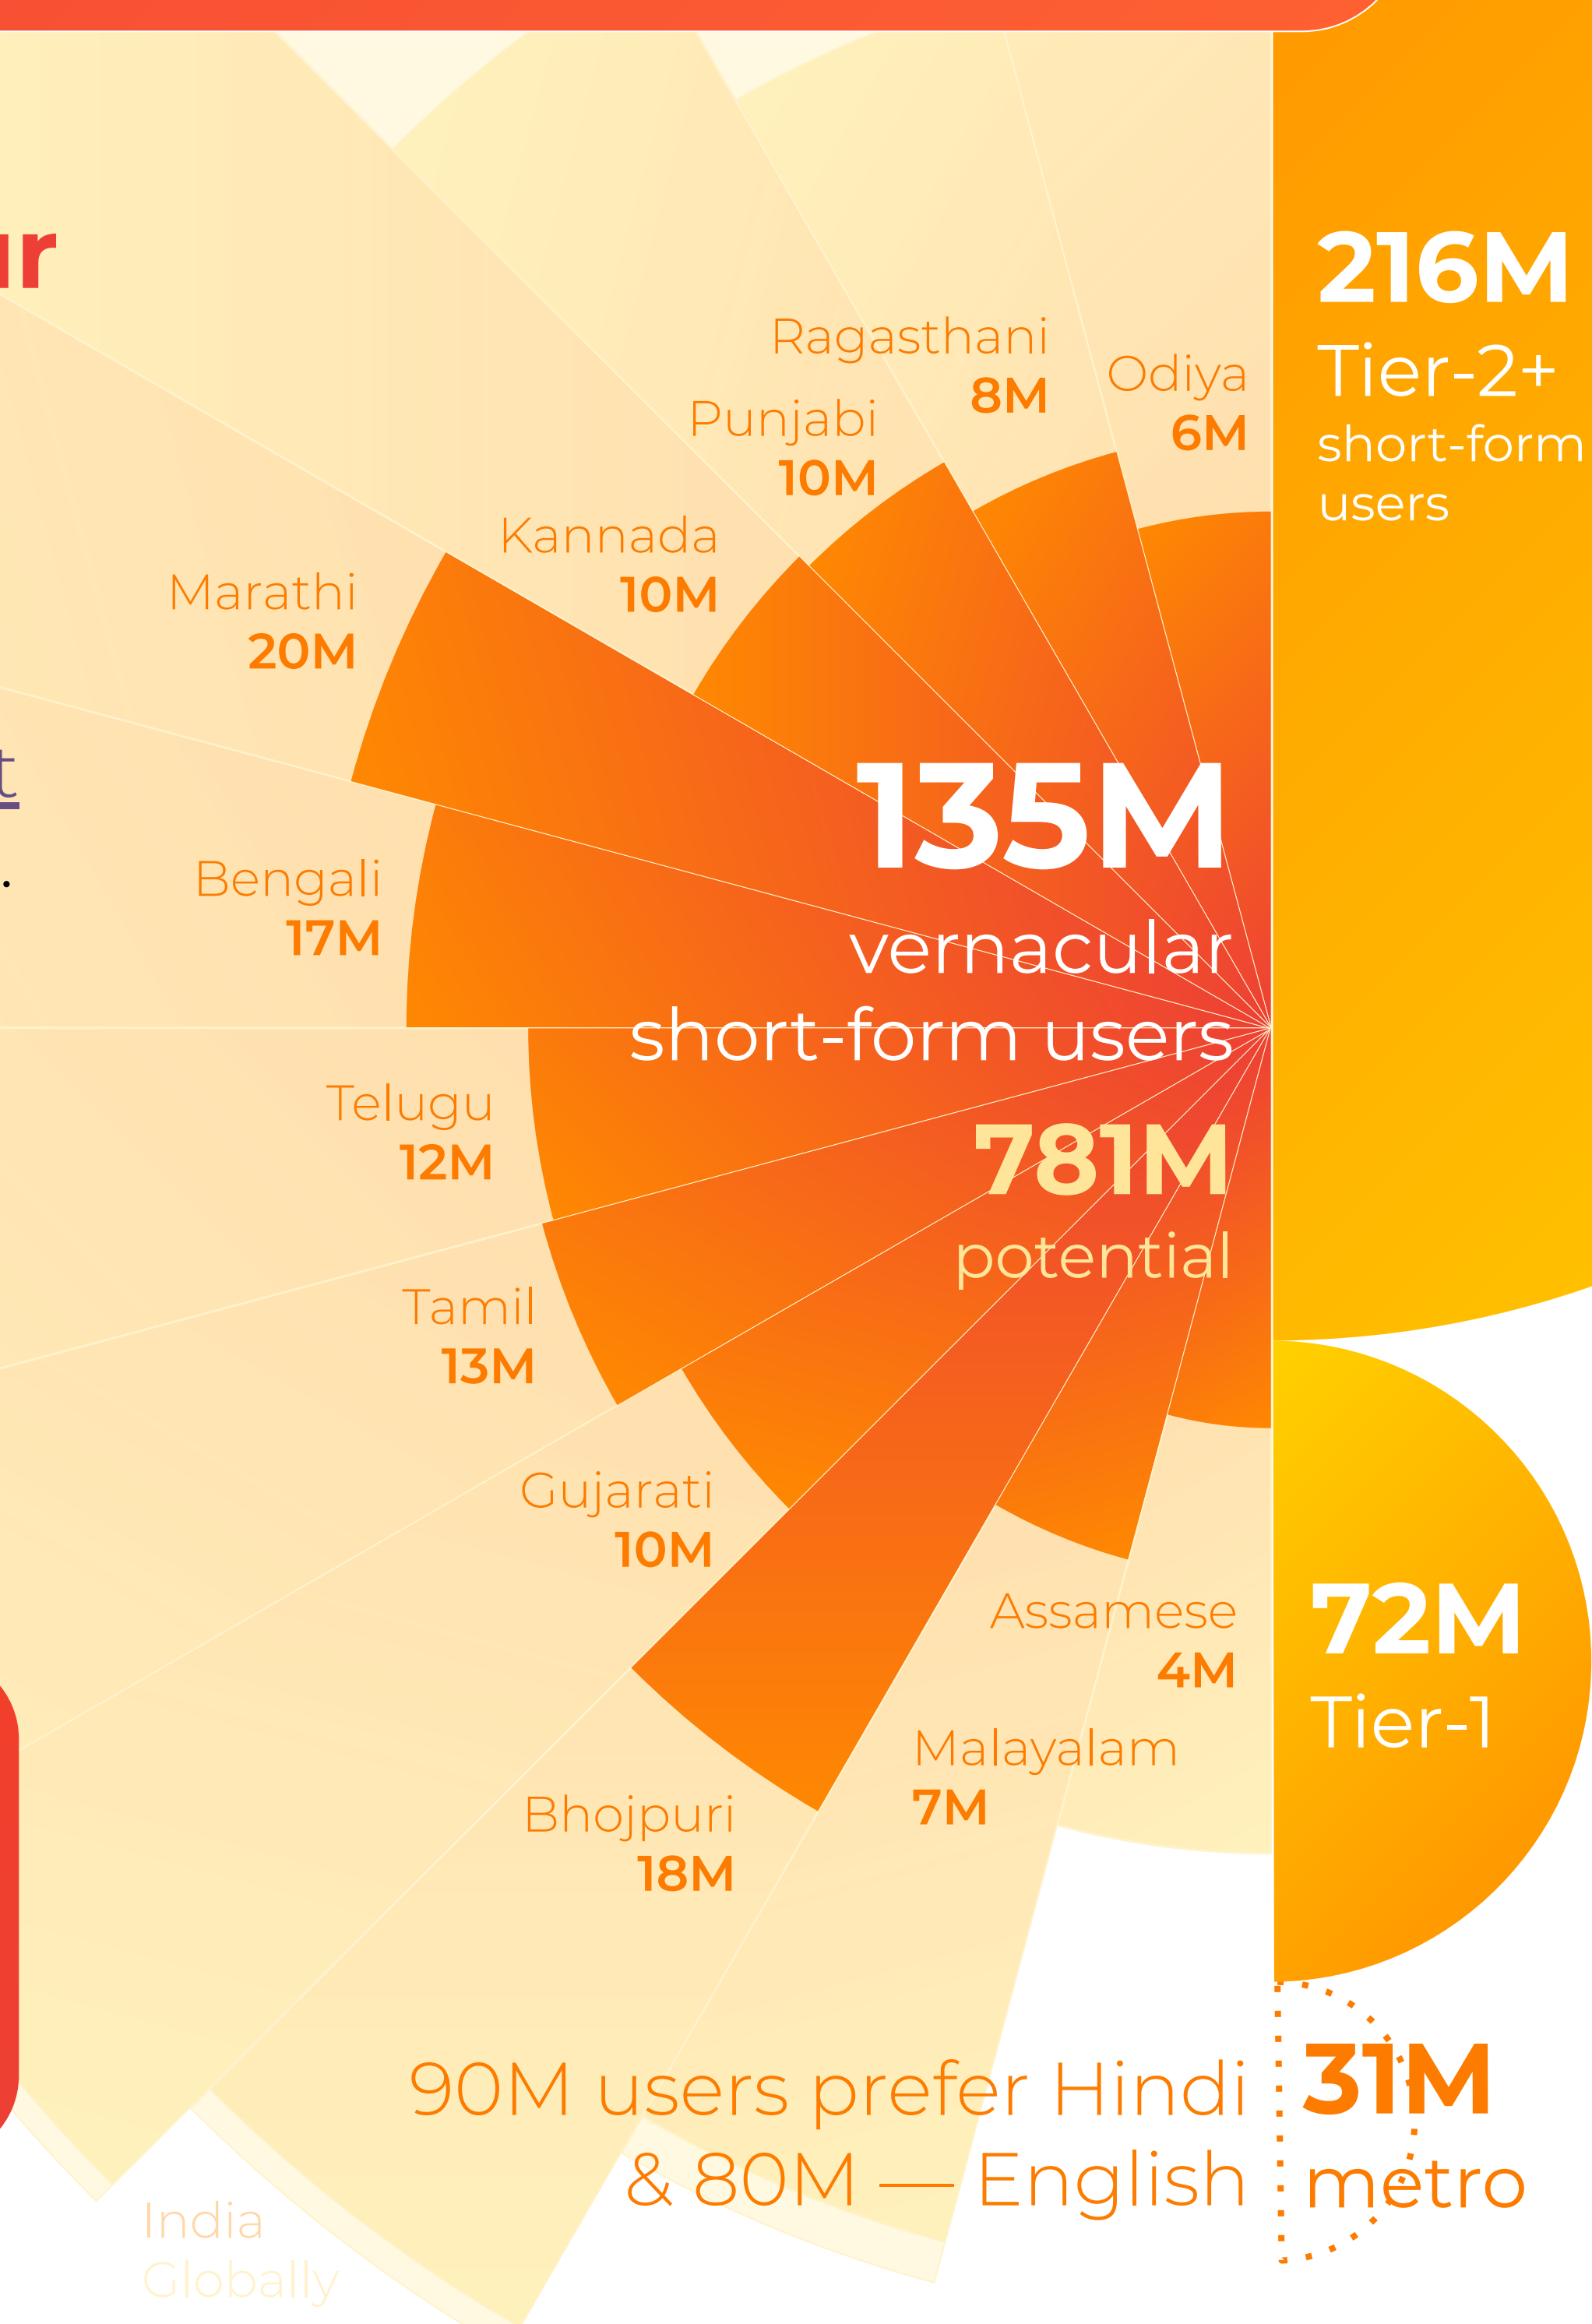 ur
t
.
Ragasthani
8M
Odiya
6M
Punjabi
10M
Kannada
10M
Marathi
20M
Bengali
17M
Telugu
12M
Tamil
13M
Gujarati
10M
Bhojpuri
18M
Malayalam
7M
Assamese
4M
135M
vernacular
short-form users
781M
potential
216M
Tier-2+
short-form
users
72M
Tier-1
31M
metro
90M users prefer Hindi
& 80M — English
India
Globally